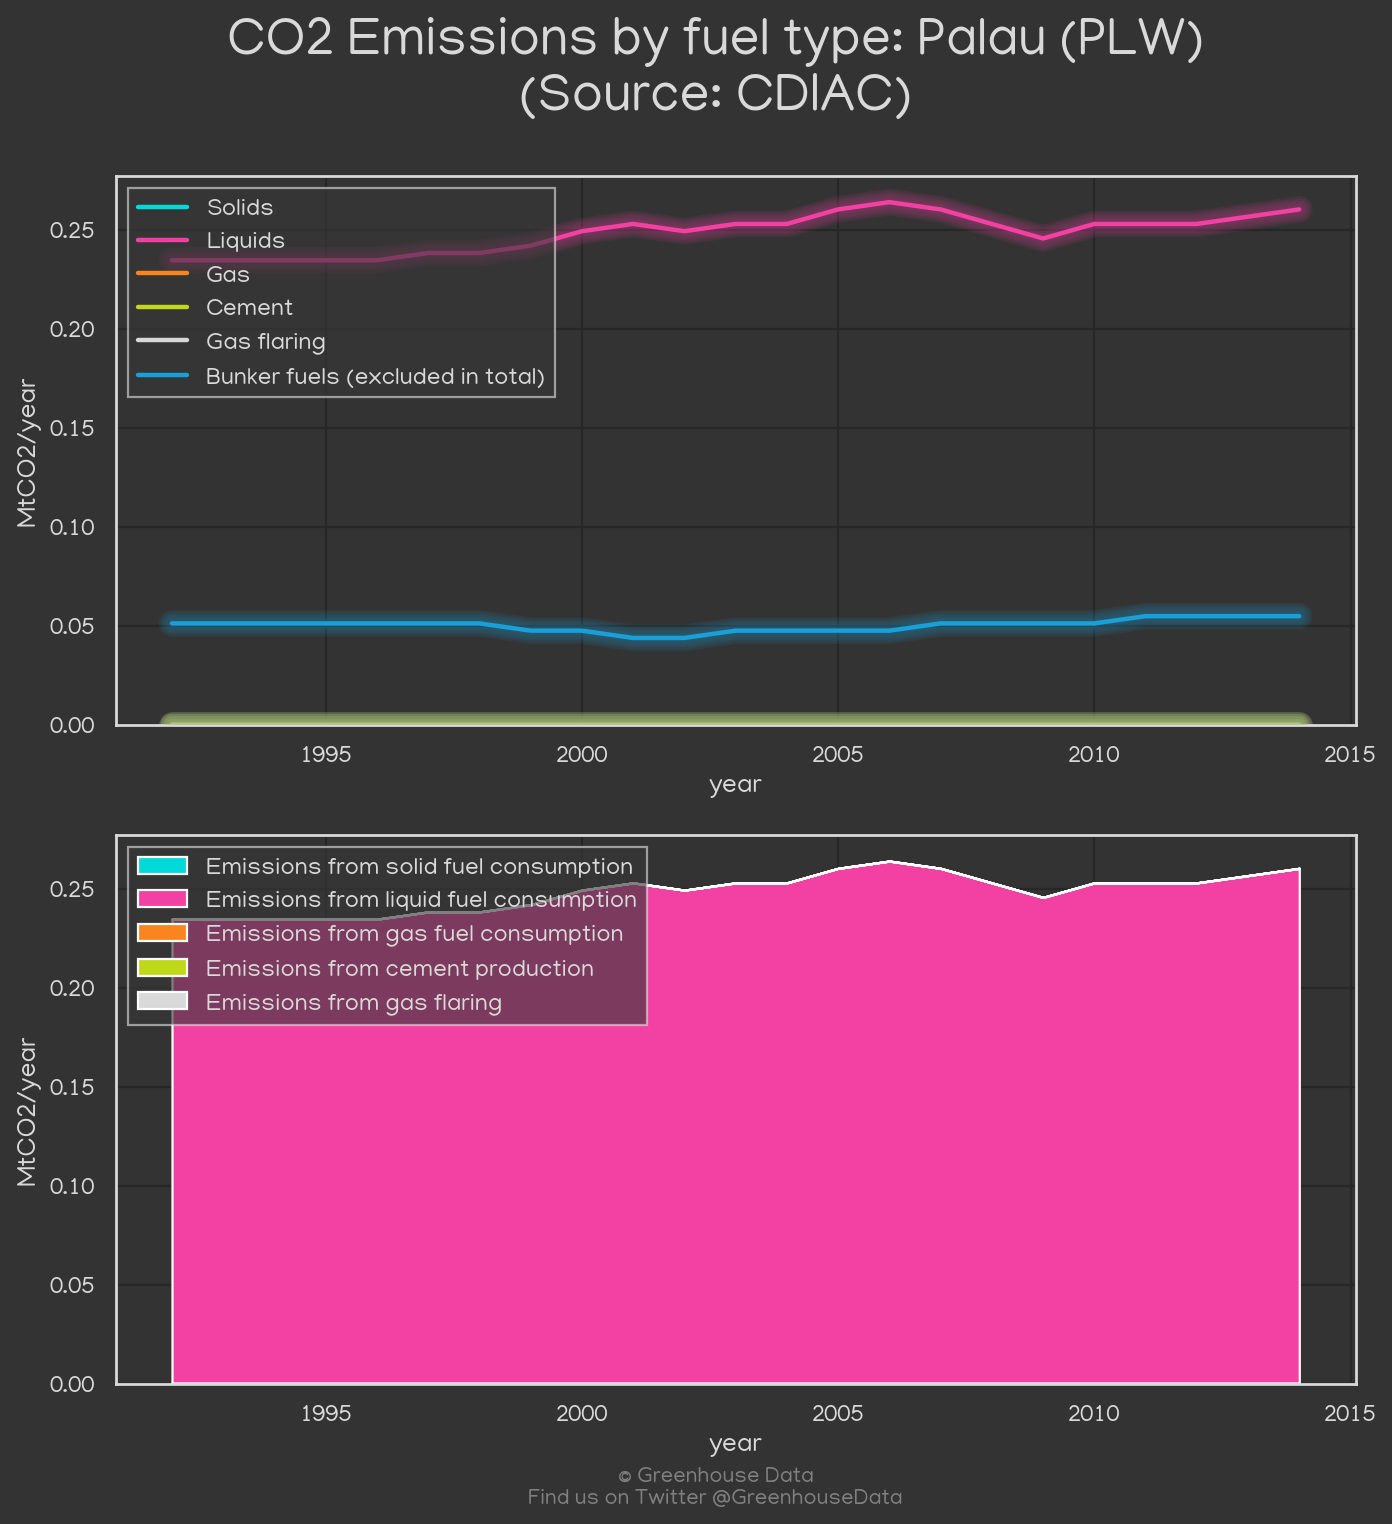 CO2 Emissions by fuel type: Palau (PLW)
(Source: CDIAC)
Solids
Liquids
Gas
Cement
Gas flaring
Bunker fuels (excluded in total)
0.25
0.20
0.15
0.10
0.05
0.00
MtCO2/year
1995 2000 2005 2010 2015
year
Emissions from solid fuel consumption
Emissions from liquid fuel consumption
Emissions from gas fuel consumption
Emissions from cement production
Emissions from gas flaring
0.25
0.20
0.15
0.10
0.05
0.00
MtCO2/year
1995 2000 2005 2010 2015
year
© Greenhouse Data
Find us on Twitter @GreenhouseData